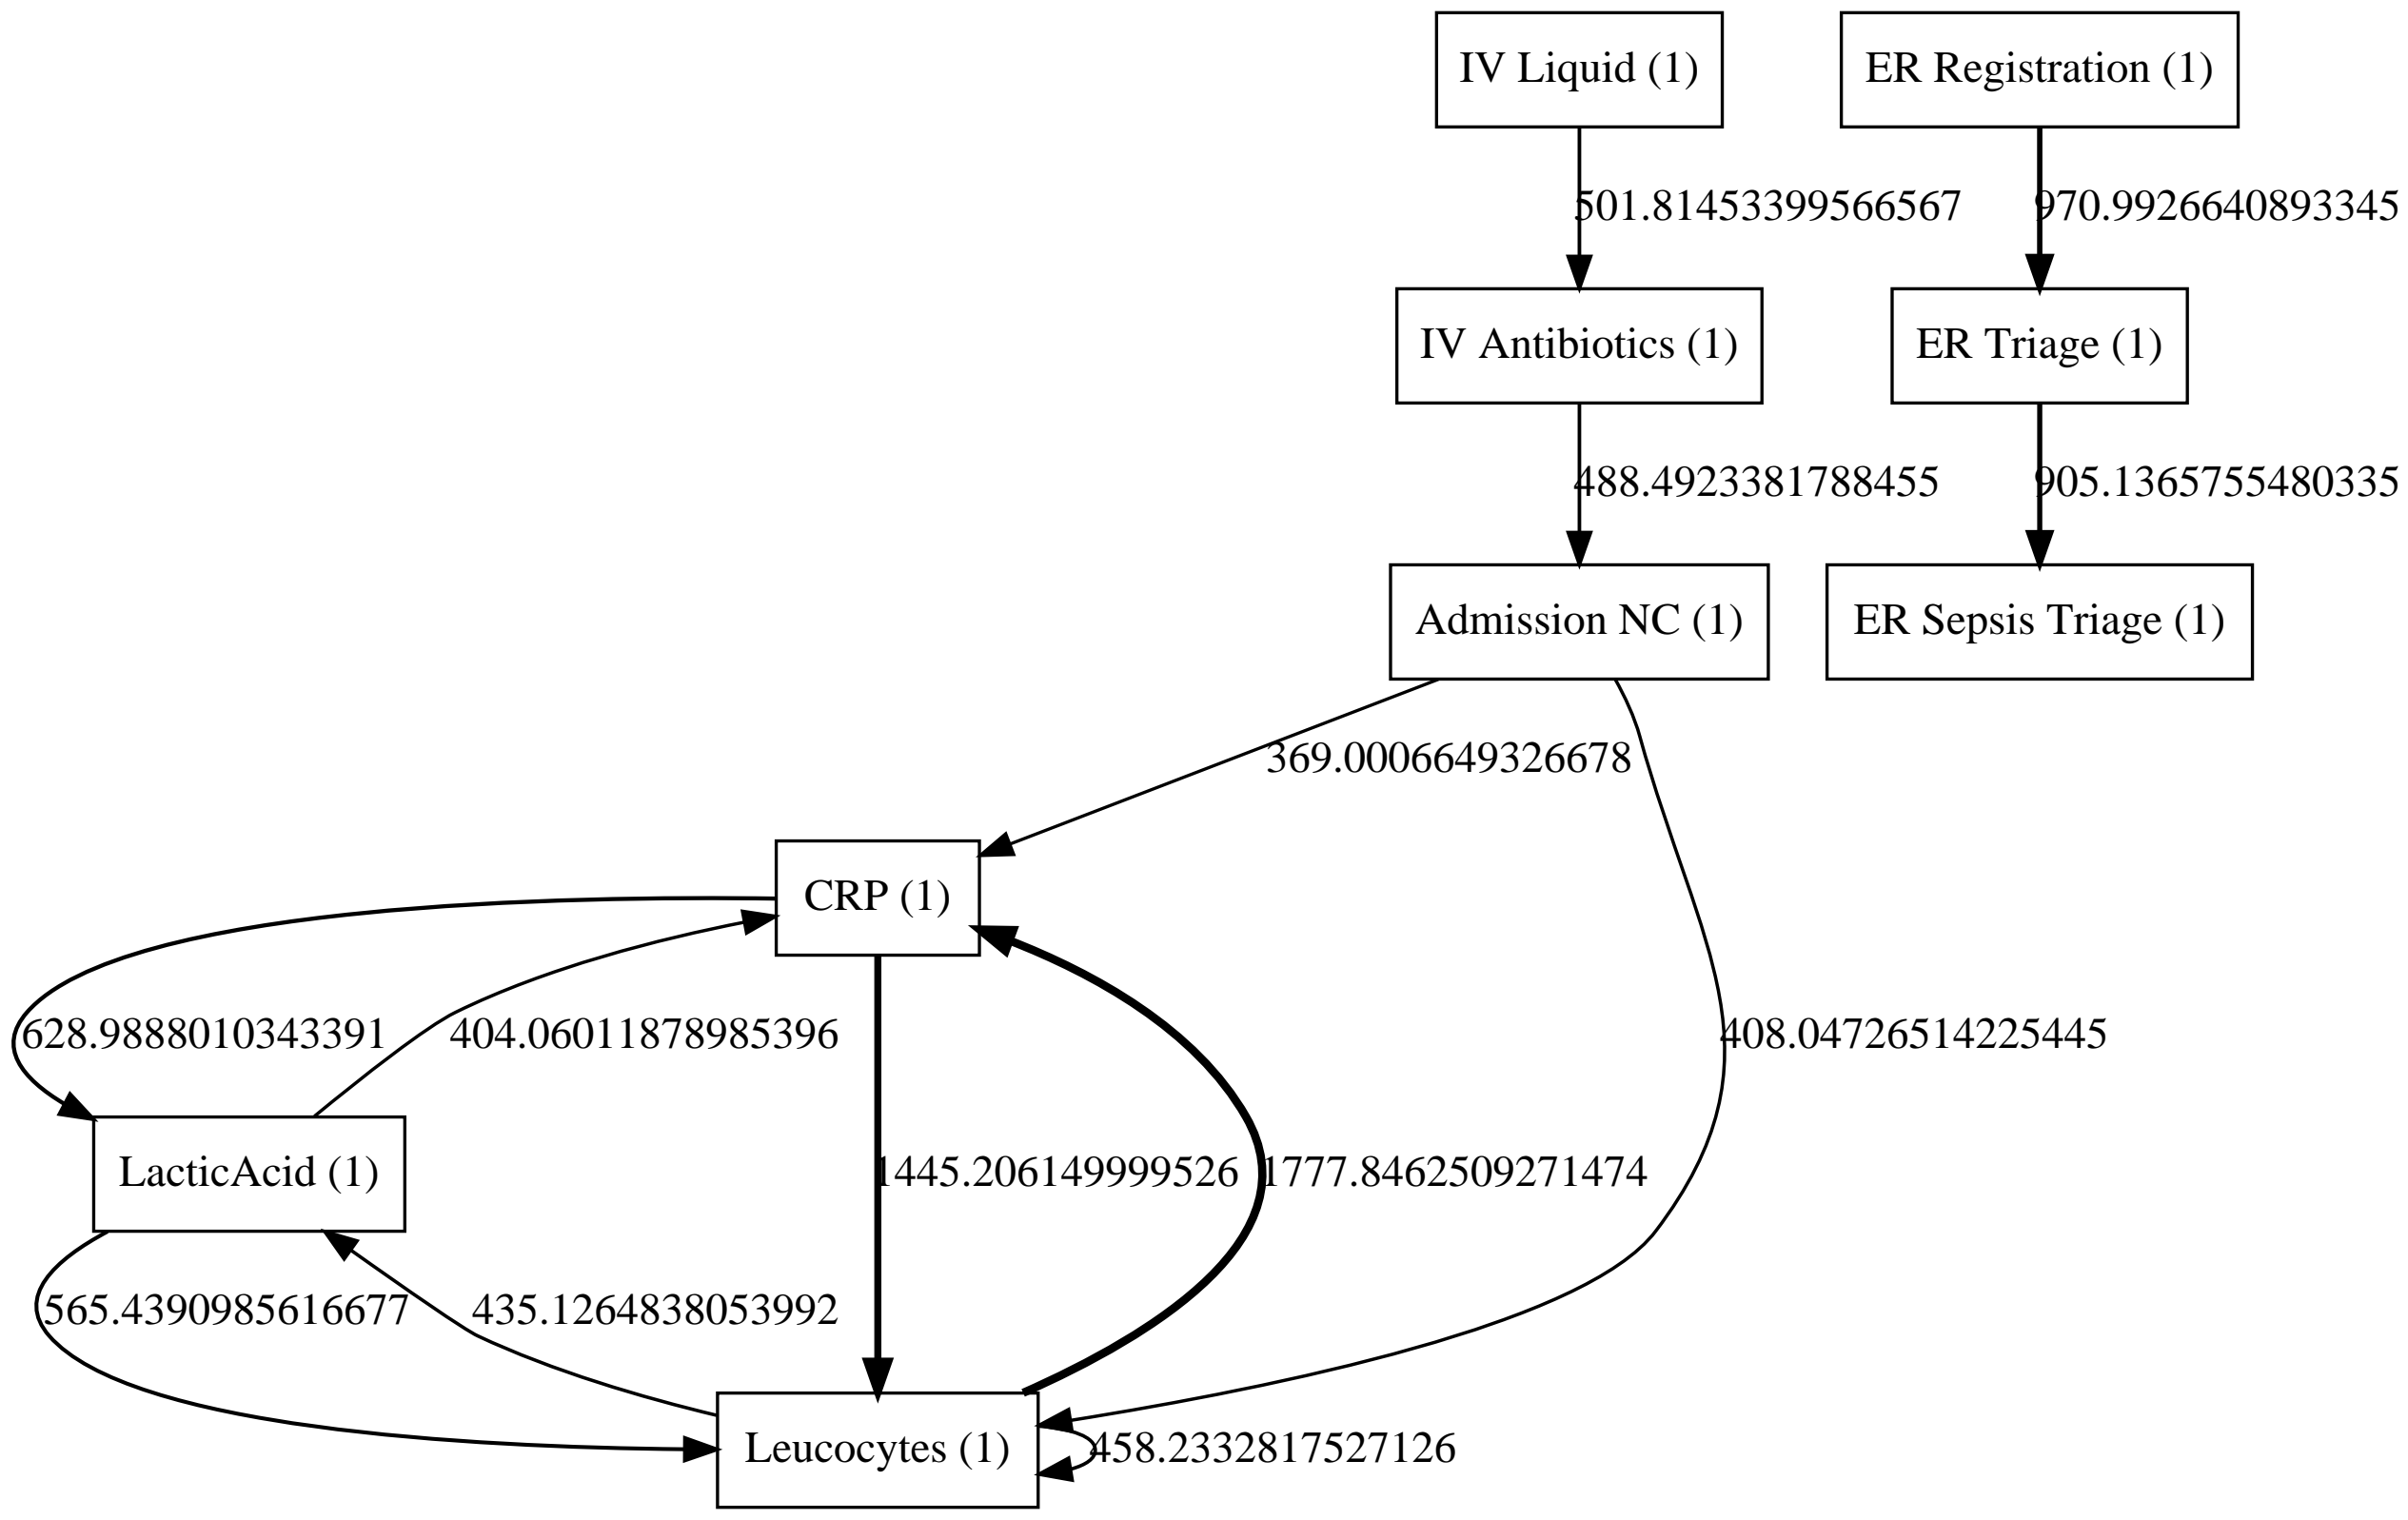 IV Liquid (1)
ER Registration (1)
501.81453399566567
970.9926640893345
IV Antibiotics (1)
ER Triage (1)
488.4923381788455
905.1365755480335
Admission NC (1)
ER Sepsis Triage (1)
369.0006649326678
CRP (1)
628.9888010343391
404.06011878985396
408.04726514225445
LacticAcid (1)
1445.206149999526
1777.8462509271474
565.4390985616677
435.1264838053992
Leucocytes (1)
458.2332817527126